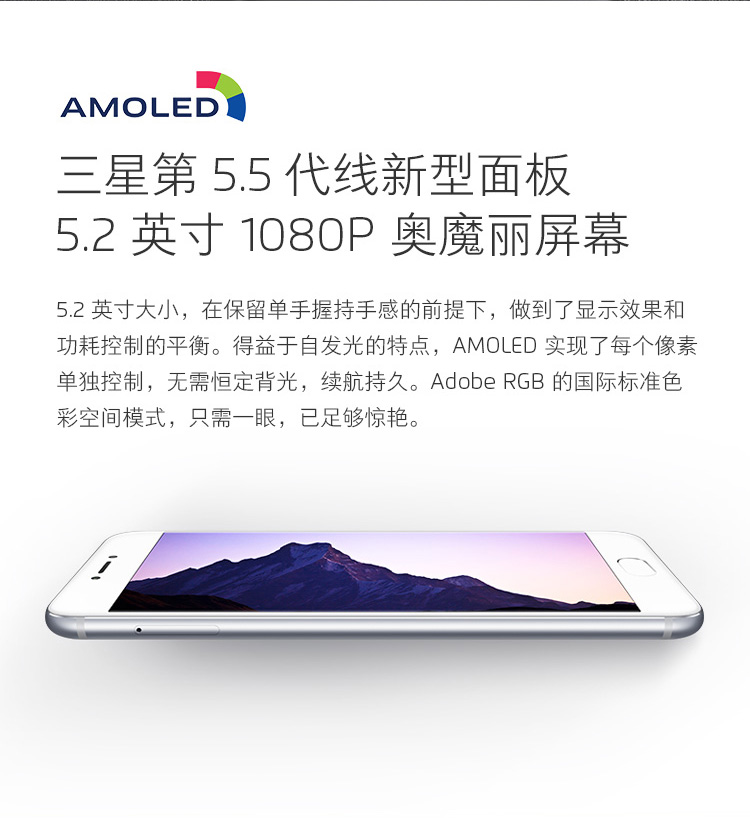 AMOLED
三星第 5.5 代线新型面板
5.2 英寸 1080P 奥魔丽屏幕
5.2 英寸大小，在保留单手握持手感的前提下，做到了显示效果和
功耗控制的平衡。得益于自发光的特点，AMOLED 实现了每个像素
单独控制，无需恒定背光，续航持久。Adobe RGB 的国际标准色
彩空间模式，只需一眼，已足够惊艳。